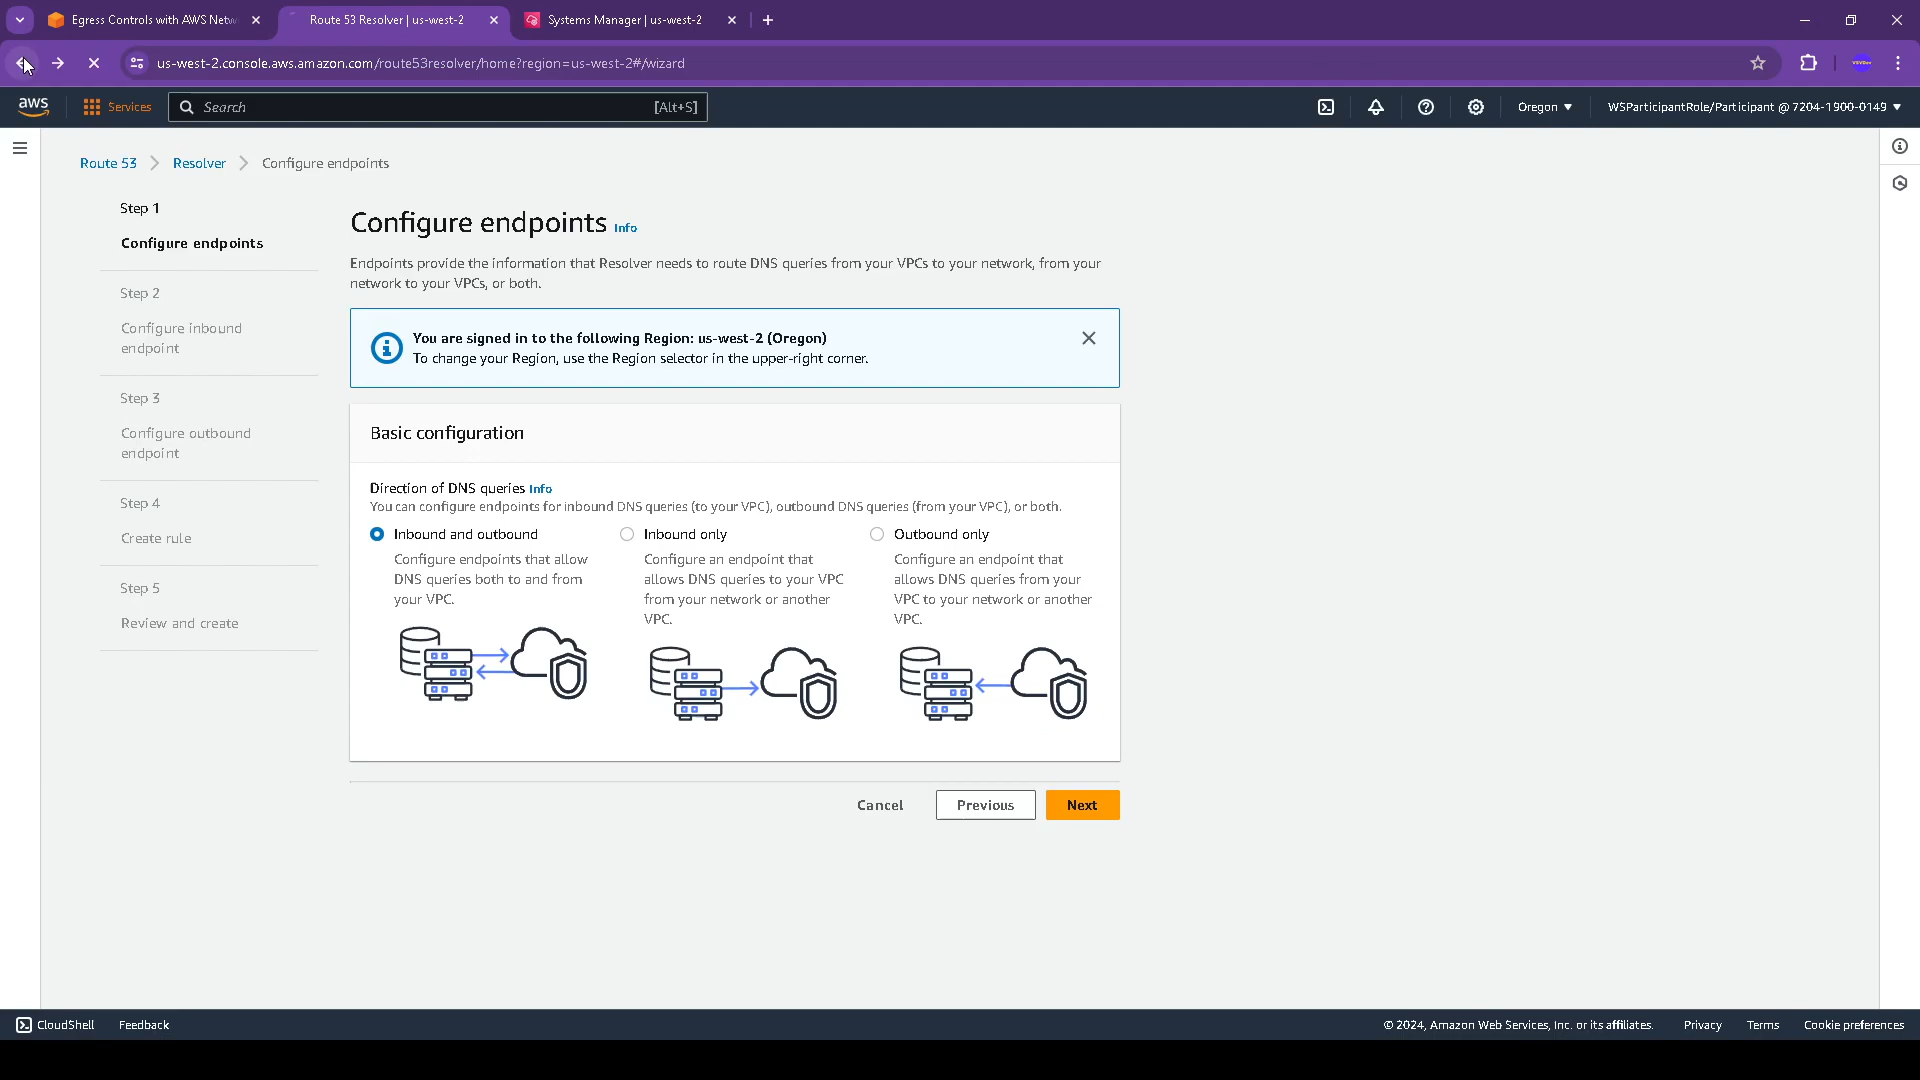 Egress Controls with AWS Netw
Route 53 Resolver | us-west-2
Systems Manager | us-west-2
us-west-2.console.aws.amazon.com/route53resolver/home?region=us-west-2#/wizard
aws
Services
Search
[Alt+S]
Oregon
WSParticipantRole/Participant @ 7204-1900-0149
Route 53
Resolver
Configure endpoints
Step 1
Configure endpoints
Step 2
Configure inbound
endpoint
Step 3
Configure outbound
endpoint
Step 4
Create rule
Step 5
Review and create
Configure endpoints Info
Endpoints provide the information that Resolver needs to route DNS queries from your VPCs to your network, from your
network to your VPCs, or both.
You are signed in to the following Region: us-west-2 (Oregon)
To change your Region, use the Region selector in the upper-right corner.
Basic configuration
Direction of DNS queries Info
You can configure endpoints for inbound DNS queries (to your VPC), outbound DNS queries (from your VPC), or both.
Inbound and outbound
Configure endpoints that allow
DNS queries both to and from
your VPC.
Inbound only
Configure an endpoint that
allows DNS queries to your VPC
from your network or another
VPC.
Outbound only
Configure an endpoint that
allows DNS queries from your
VPC to your network or another
VPC.
Cancel
Previous
Next
CloudShell
Feedback
© 2024, Amazon Web Services, Inc. or its affiliates.
Privacy
Terms
Cookie preferences